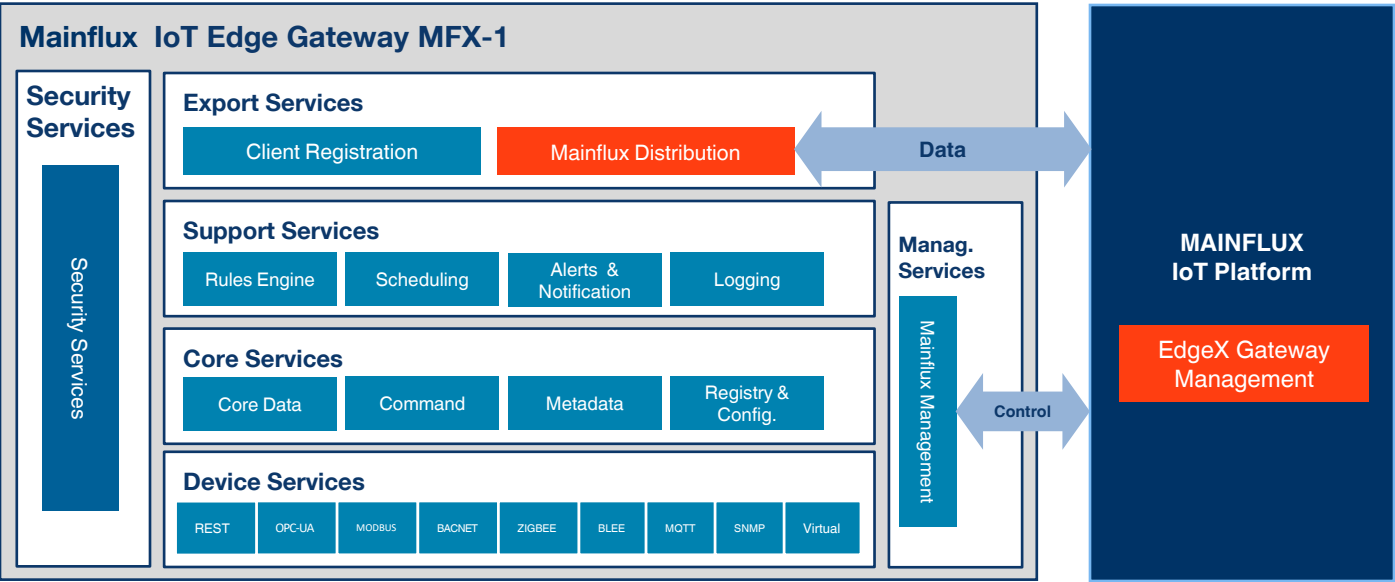 Mainflux IoT Edge Gateway MFX-1
Security
Services
Security Services
Export Services
Client Registration
Mainflux Distribution
Data
Support Services
Rules Engine
Scheduling
Alerts &
Notification
Logging
Core Services
Core Data
Command
Metadata
Registry &
Config.
Device Services
REST
OPC-UA
MODBUS
BACNET
ZIGBEE
BLEE
MQTT
SNMP
Virtual
Manag.
Services
Mainflux Management
Control
MAINFLUX
IoT Platform
EdgeX Gateway
Management